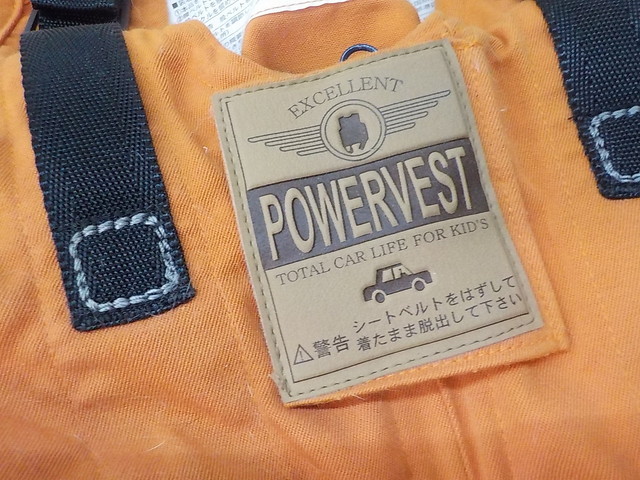 EXCELLENT
POWERVEST
TOTAL CAR LIFE FOR KID'S
⚠警告 シートベルトをはずして
着たまま脱出して下さい